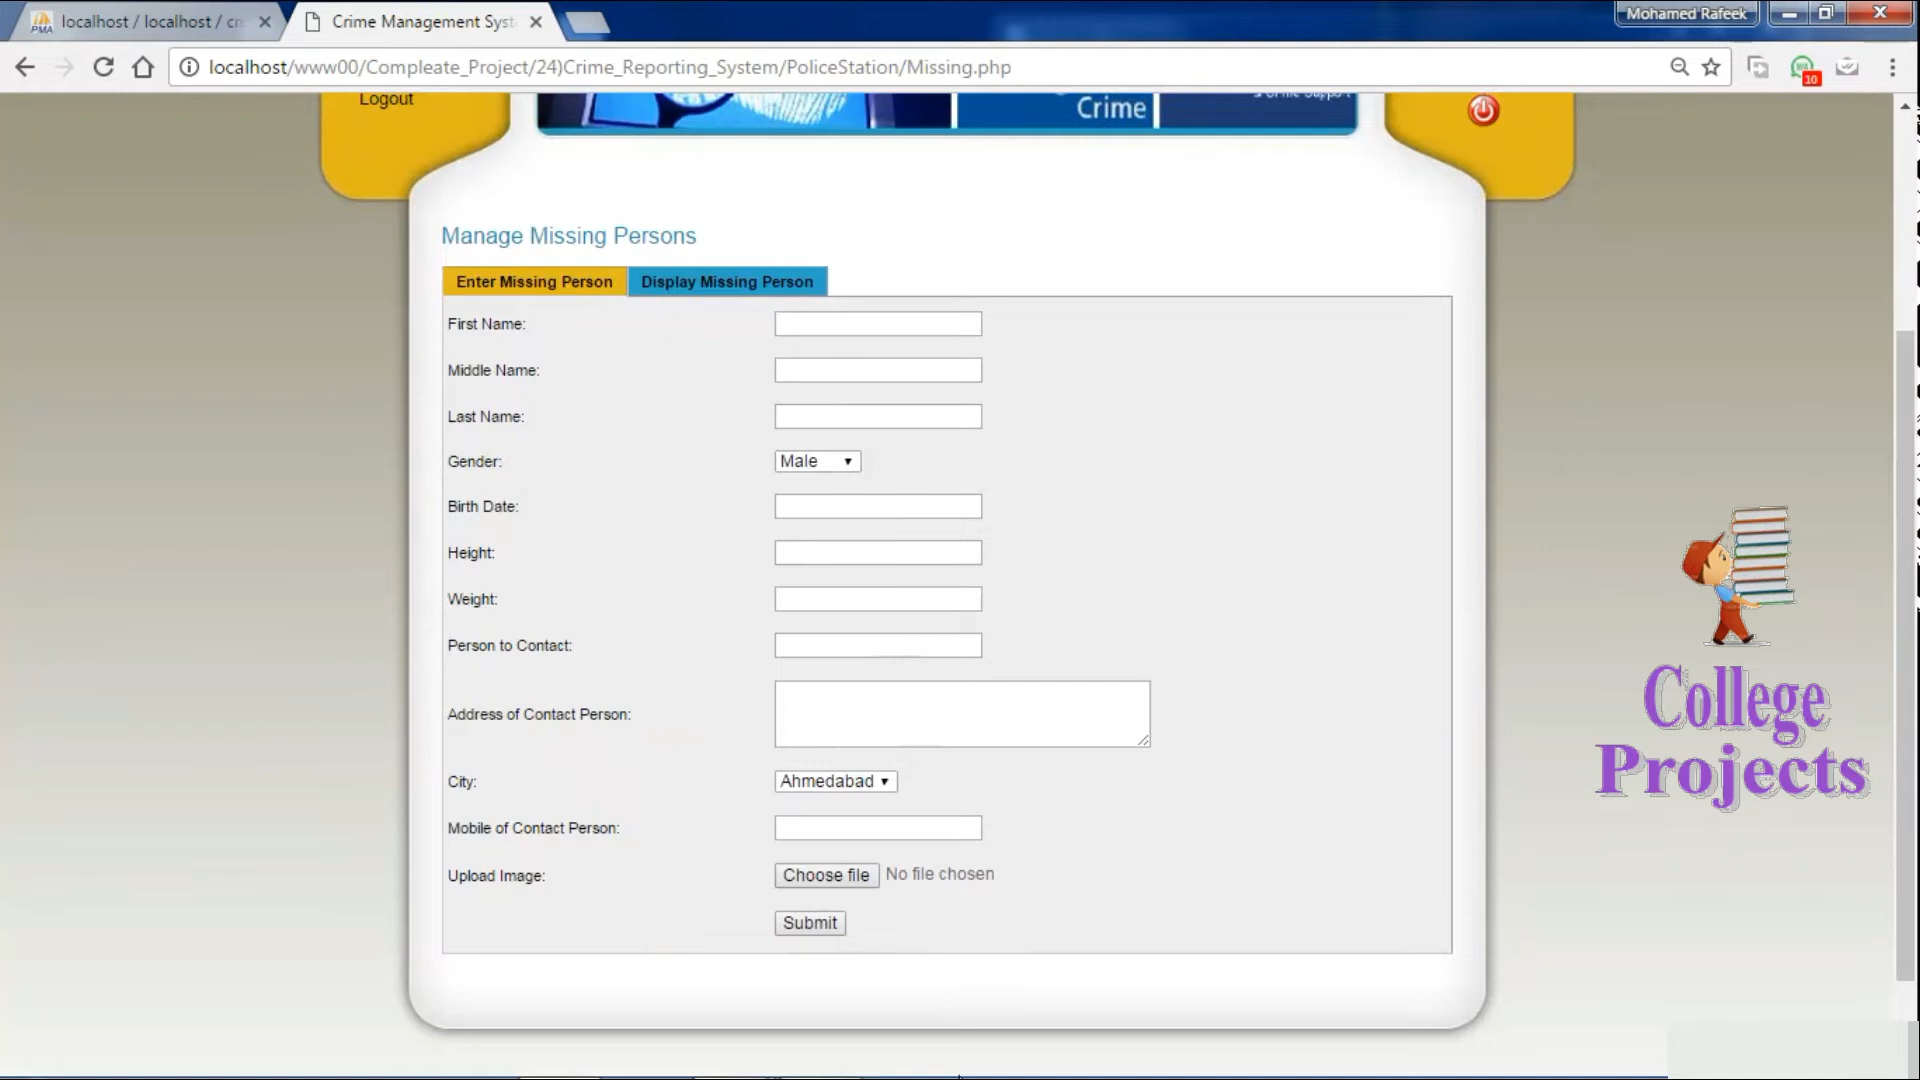 localhost / localhost / cr
Crime Management Syst
Mohamed Rafeek
localhost/www00/Compleate_Project/24)Crime_Reporting_System/PoliceStation/Missing.php
10
Logout
Crime
Manage Missing Persons
Enter Missing Person
Display Missing Person
First Name:
Middle Name:
Last Name:
Gender:
Male
Birth Date:
Height:
Weight:
Person to Contact:
Address of Contact Person:
City:
Ahmedabad
Mobile of Contact Person:
Upload Image:
Choose file No file chosen
Submit
College
Projects